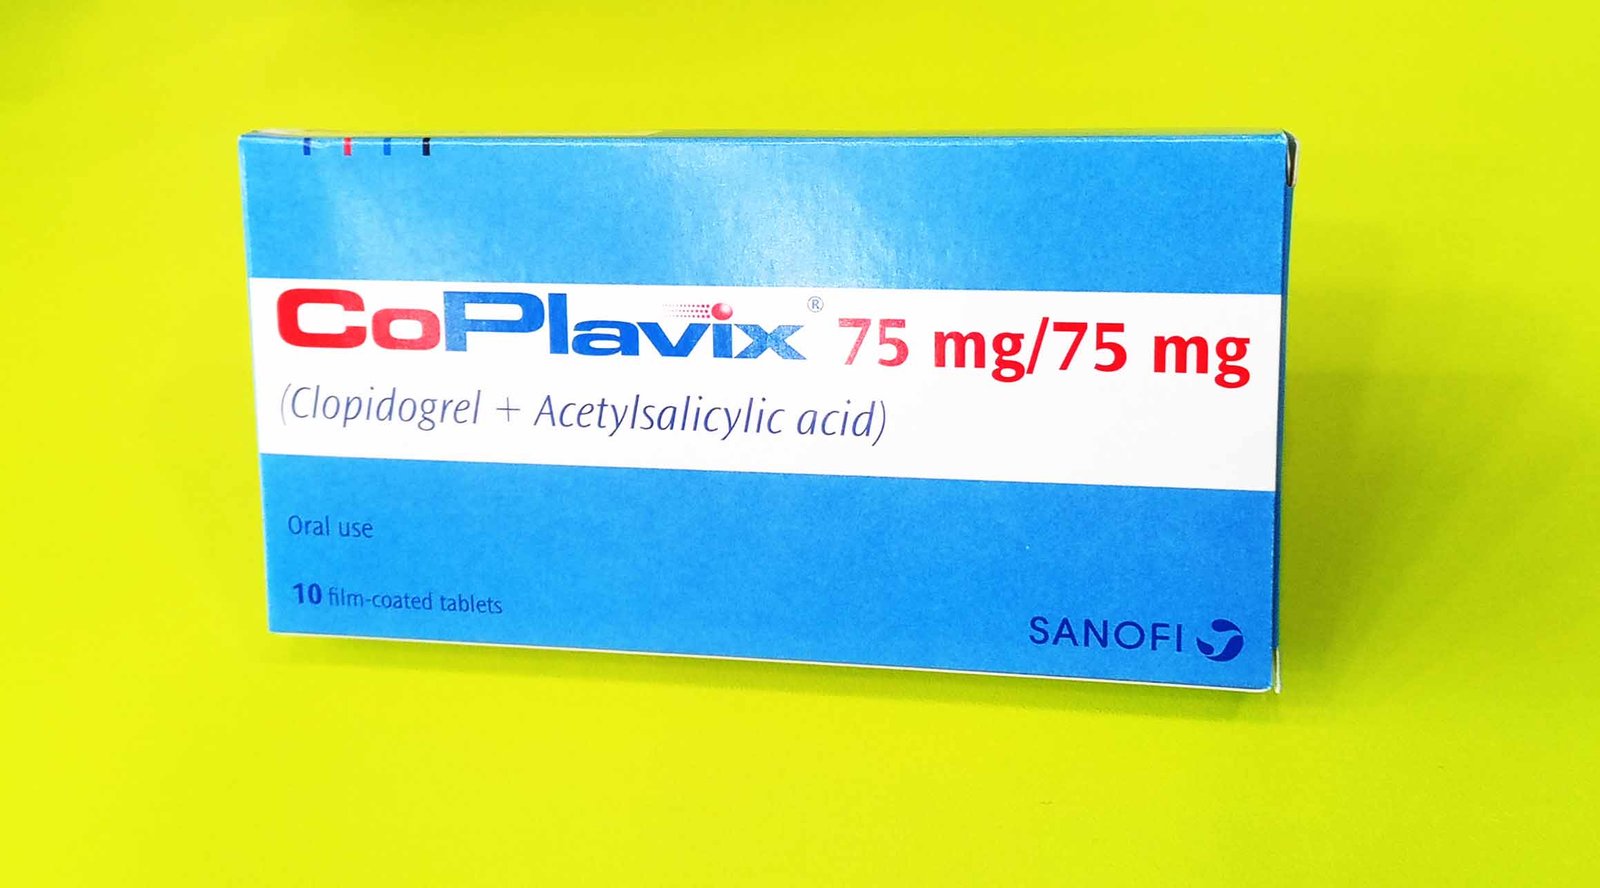 CoPlavix® 75 mg/75 mg
(Clopidogrel + Acetylsalicylic acid)
Oral use
10 film-coated tablets
SANOFI